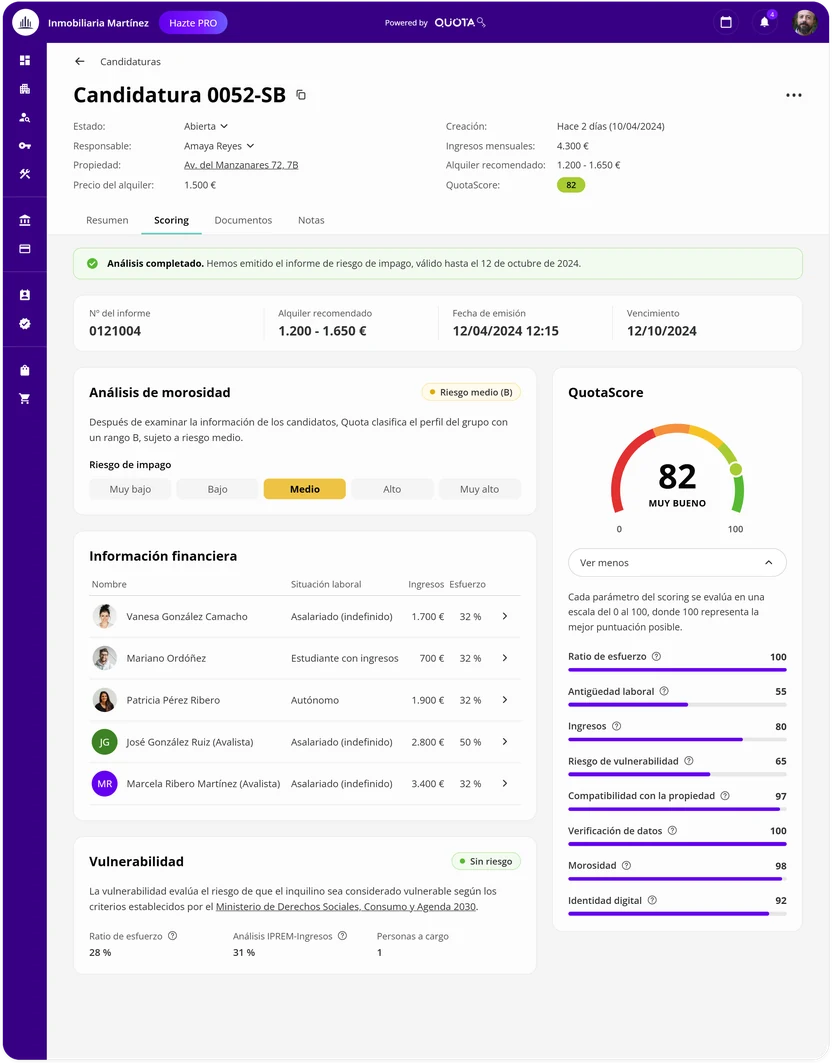 Inmobiliaria Martínez
Hazte PRO
Powered by QUOTA
4
Candidaturas
Candidatura 0052-SB
Estado: Abierta
Responsable: Amaya Reyes
Propiedad: Av. del Manzanares 72, 7B
Precio del alquiler: 1.500 €
Creación: Hace 2 días (10/04/2024)
Ingresos mensuales: 4.300 €
Alquiler recomendado: 1.200 - 1.650 €
QuotaScore: 82
Resumen Scoring Documentos Notas
Análisis completado. Hemos emitido el informe de riesgo de impago, válido hasta el 12 de octubre de 2024.
Nº del informe
0121004
Alquiler recomendado
1.200 - 1.650 €
Fecha de emisión
12/04/2024 12:15
Vencimiento
12/10/2024
Análisis de morosidad
Riesgo medio (B)
Después de examinar la información de los candidatos, Quota clasifica el perfil del grupo con
un rango B, sujeto a riesgo medio.
Riesgo de impago
Muy bajo Bajo Medio Alto Muy alto
Información financiera
Nombre Situación laboral Ingresos Esfuerzo
Vanesa González Camacho Asalariado (indefinido) 1.700 € 32 %
Mariano Ordóñez Estudiante con ingresos 700 € 32 %
Patricia Pérez Ribero Autónomo 1.900 € 32 %
JG José González Ruiz (Avalista) Asalariado (indefinido) 2.800 € 50 %
MR Marcela Ribero Martínez (Avalista) Asalariado (indefinido) 3.400 € 32 %
Vulnerabilidad
Sin riesgo
La vulnerabilidad evalúa el riesgo de que el inquilino sea considerado vulnerable según los
criterios establecidos por el Ministerio de Derechos Sociales, Consumo y Agenda 2030.
Ratio de esfuerzo ?
28 %
Análisis IPREM-Ingresos ?
31 %
Personas a cargo
1
QuotaScore
82
MUY BUENO
0 100
Ver menos
Cada parámetro del scoring se evalúa en una
escala del 0 al 100, donde 100 representa la
mejor puntuación posible.
Ratio de esfuerzo ? 100
Antigüedad laboral ? 55
Ingresos ? 80
Riesgo de vulnerabilidad ? 65
Compatibilidad con la propiedad ? 97
Verificación de datos ? 100
Morosidad ? 98
Identidad digital ? 92